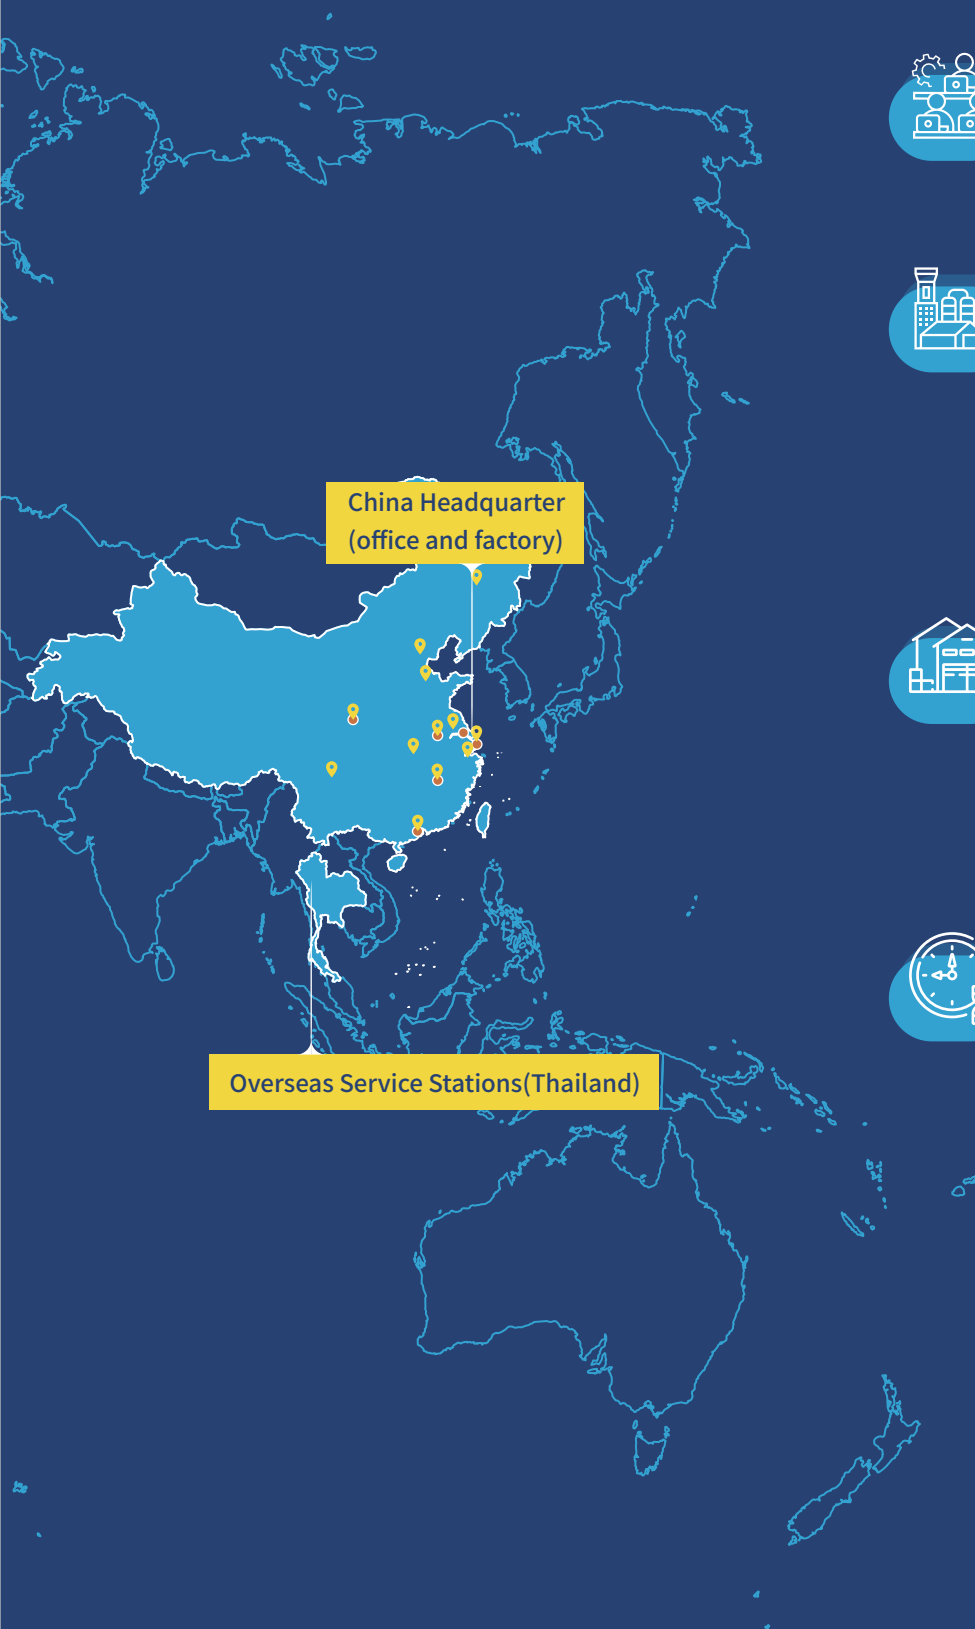 China Headquarter
(office and factory)
Overseas Service Stations(Thailand)